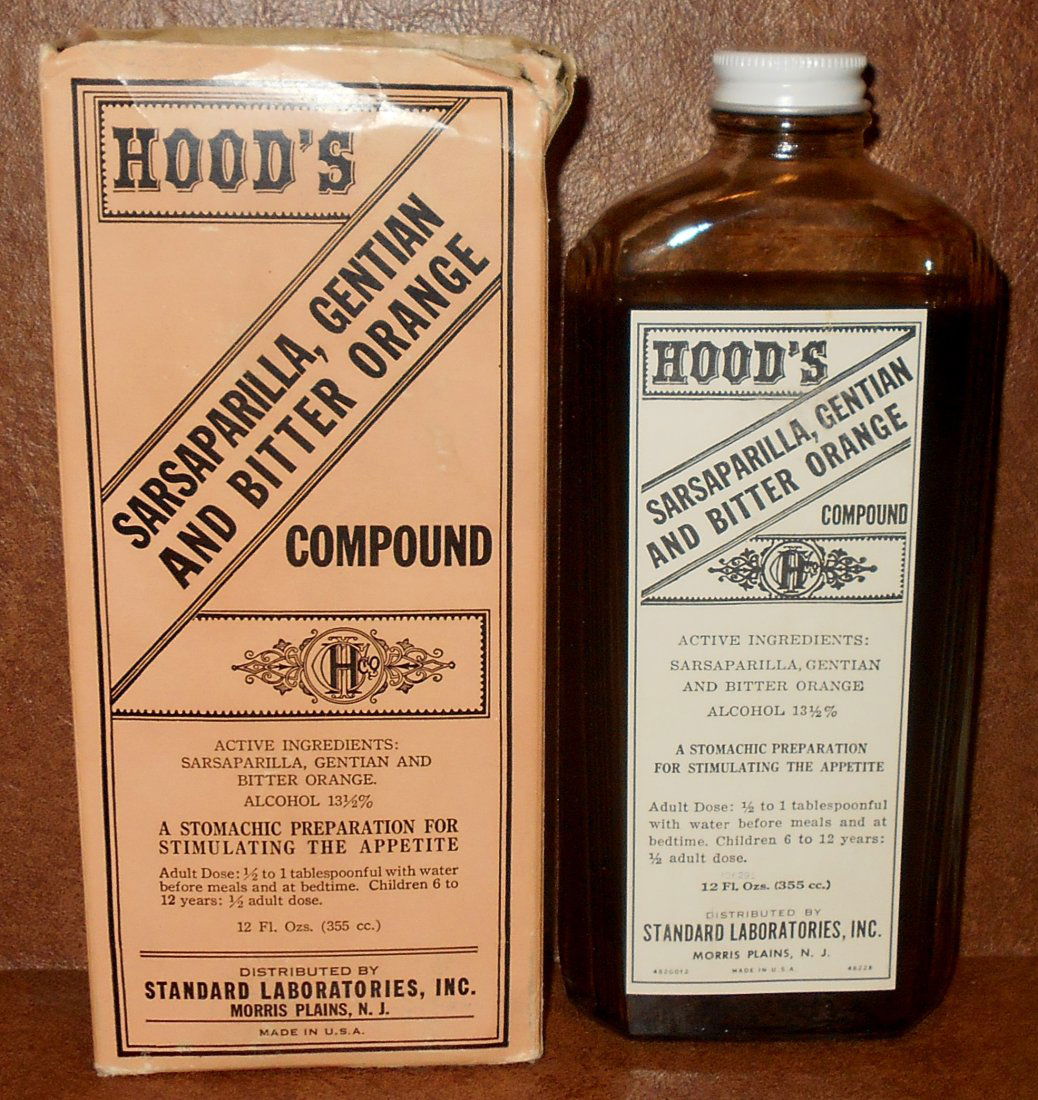 HOOD'S
SARSAPARILLA, GENTIAN
AND BITTER ORANGE
COMPOUND
CHCo
ACTIVE INGREDIENTS:
SARSAPARILLA, GENTIAN AND
BITTER ORANGE.
ALCOHOL 13½%
A STOMACHIC PREPARATION FOR
STIMULATING THE APPETITE
Adult Dose: ½ to 1 tablespoonful with water
before meals and at bedtime. Children 6 to
12 years: ½ adult dose.
12 Fl. Ozs. (355 cc.)
DISTRIBUTED BY
STANDARD LABORATORIES, INC.
MORRIS PLAINS, N. J.
MADE IN U.S.A.
HOOD'S
SARSAPARILLA, GENTIAN
AND BITTER ORANGE
COMPOUND
CHCo
ACTIVE INGREDIENTS:
SARSAPARILLA, GENTIAN
AND BITTER ORANGE
ALCOHOL 13½%
A STOMACHIC PREPARATION
FOR STIMULATING THE APPETITE
Adult Dose: ½ to 1 tablespoonful
with water before meals and at
bedtime. Children 6 to 12 years:
½ adult dose.
12 Fl. Ozs. (355 cc.)
DISTRIBUTED BY
STANDARD LABORATORIES, INC.
MORRIS PLAINS, N. J.
MADE IN U.S.A.